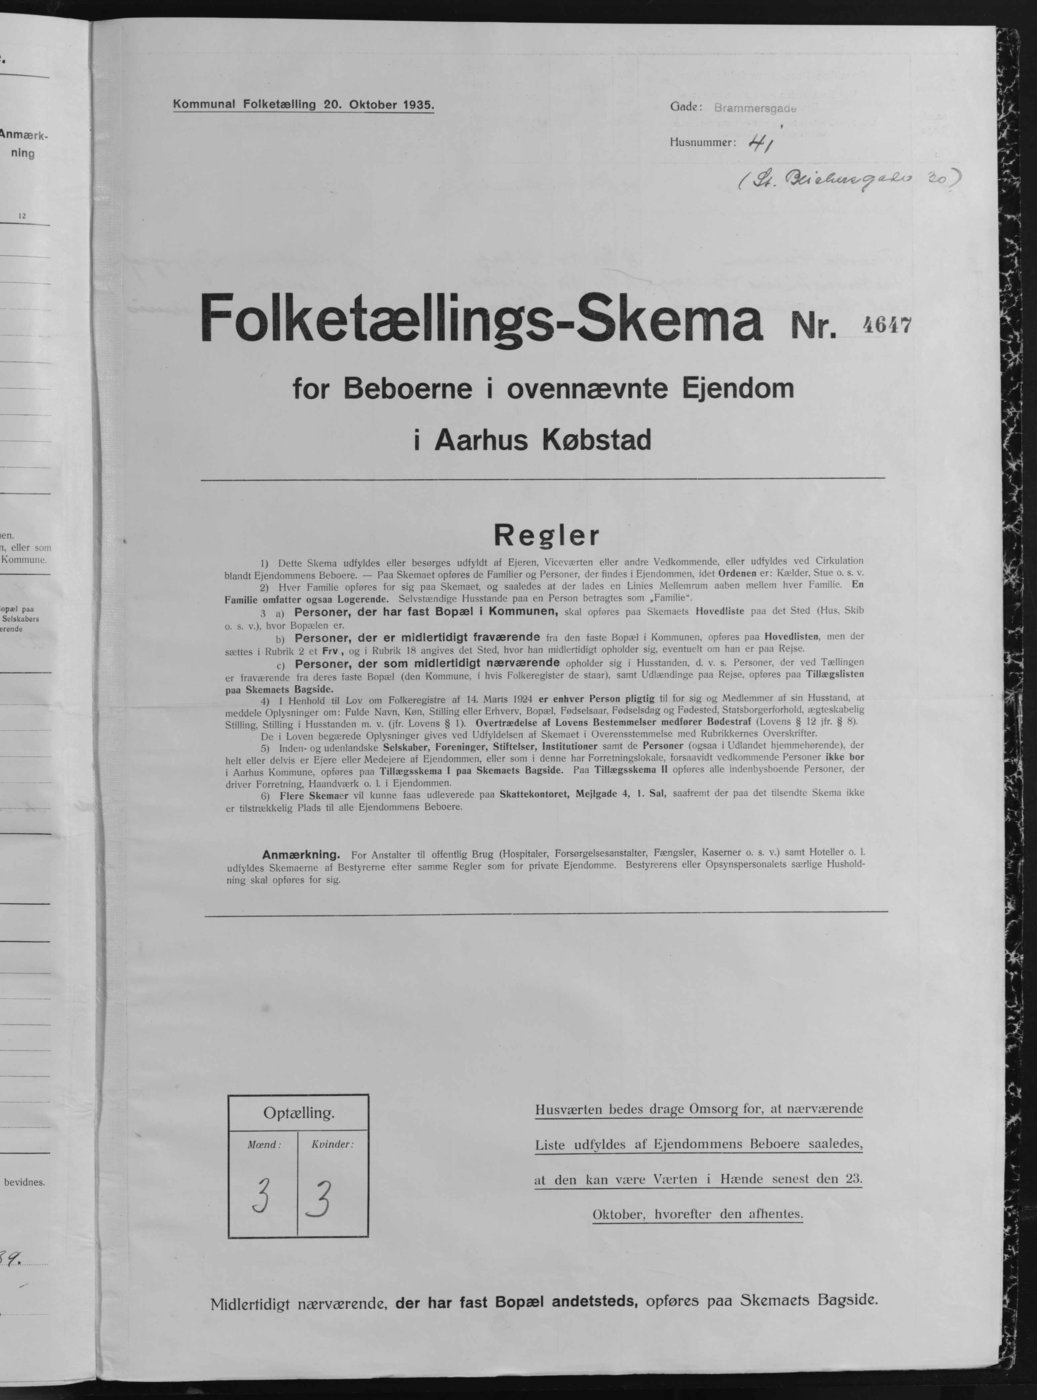 Anmærk-
ning
12
n, eller som
Kommune.
opæl paa
Selskabers
ørende
bevidnes.
39.
Kommunal Folketælling 20. Oktober 1935.
Gade: Brammersgade
Husnummer: 41
(St. Blichersgade 20)
Folketællings-Skema Nr. 4647
for Beboerne i ovennævnte Ejendom
i Aarhus Købstad
Regler
1) Dette Skema udfyldes eller besørges udfyldt af Ejeren, Viceværten eller andre Vedkommende, eller udfyldes ved Cirkulation
blandt Ejendommens Beboere. — Paa Skemaet opføres de Familier og Personer, der findes i Ejendommen, idet Ordenen er: Kælder, Stue o. s. v.
2) Hver Familie opføres for sig paa Skemaet, og saaledes at der lades en Linies Mellemrum aaben mellem hver Familie. En
Familie omfatter ogsaa Logerende. Selvstændige Husstande paa en Person betragtes som „Familie“.
3 a) Personer, der har fast Bopæl i Kommunen, skal opføres paa Skemaets Hovedliste paa det Sted (Hus, Skib
o. s. v.), hvor Bopælen er.
b) Personer, der er midlertidigt fraværende fra den faste Bopæl i Kommunen, opføres paa Hovedlisten, men der
sættes i Rubrik 2 et Frv., og i Rubrik 18 angives det Sted, hvor han midlertidigt opholder sig, eventuelt om han er paa Rejse.
c) Personer, der som midlertidigt nærværende opholder sig i Husstanden, d. v. s. Personer, der ved Tællingen
er fraværende fra deres faste Bopæl (den Kommune, i hvis Folkeregister de staar), samt Udlændinge paa Rejse, opføres paa Tillægslisten
paa Skemaets Bagside.
4) I Henhold til Lov om Folkeregistre af 14. Marts 1924 er enhver Person pligtig til for sig og Medlemmer af sin Husstand, at
meddele Oplysninger om: Fulde Navn, Køn, Stilling eller Erhverv, Bopæl, Fødselsaar, Fødselsdag og Fødested, Statsborgerforhold, ægteskabelig
Stilling, Stilling i Husstanden m. v. (jfr. Lovens § 1). Overtrædelse af Lovens Bestemmelser medfører Bødestraf (Lovens § 12 jfr. § 8).
De i Loven begærede Oplysninger gives ved Udfyldelsen af Skemaet i Overensstemmelse med Rubrikkernes Overskrifter.
5) Inden- og udenlandske Selskaber, Foreninger, Stiftelser, Institutioner samt de Personer (ogsaa i Udlandet hjemmehørende), der
helt eller delvis er Ejere eller Medejere af Ejendommen, eller som i denne har Forretningslokale, forsaavidt vedkommende Personer ikke bor
i Aarhus Kommune, opføres paa Tillægsskema I paa Skemaets Bagside. Paa Tillægsskema II opføres alle indenbysboende Personer, der
driver Forretning, Haandværk o. l. i Ejendommen.
6) Flere Skemaer vil kunne faas udleverede paa Skattekontoret, Mejlgade 4, 1. Sal, saafremt der paa det tilsendte Skema ikke
er tilstrækkelig Plads til alle Ejendommens Beboere.
Anmærkning. For Anstalter til offentlig Brug (Hospitaler, Forsørgelsesanstalter, Fængsler, Kaserner o. s. v.) samt Hoteller o. l.
udfyldes Skemaerne af Bestyrerne efter samme Regler som for private Ejendomme. Bestyrerens eller Opsynspersonalets særlige Hushold-
ning skal opføres for sig.
Optælling.
Mænd: Kvinder:
3 3
Husværten bedes drage Omsorg for, at nærværende
Liste udfyldes af Ejendommens Beboere saaledes,
at den kan være Værten i Hænde senest den 23.
Oktober, hvorefter den afhentes.
Midlertidigt nærværende, der har fast Bopæl andetsteds, opføres paa Skemaets Bagside.